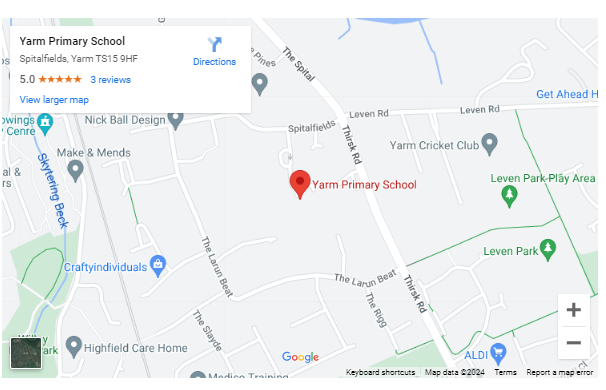 Yarm Primary School
Spitalfields, Yarm TS15 9HF
5.0
3 reviews
View larger map
Directions
Pines
The Spital
Get Ahead H
Leven Rd
Leven Rd
Nick Ball Design
Spitalfields
Thirsk Rd
Yarm Cricket Club
Make & Mends
Skytering Beck
Yarm Primary School
Leven Park Play Area
The Larun Beat
Leven Park
Craftyindividuals
The Larun Beat
Thirsk Rd
The Rigg
The Slayde
Highfield Care Home
Google
ALDI
Medico Training
Keyboard shortcuts
Map data ©2024
Terms
Report a map error